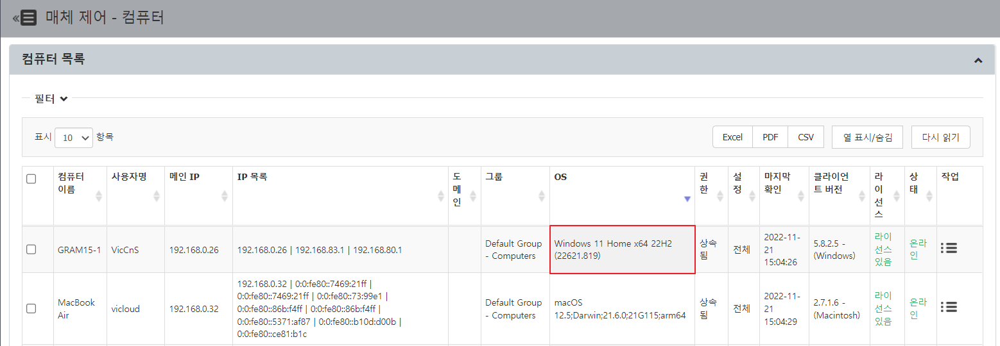 매체 제어 - 컴퓨터
컴퓨터 목록
필터
표시 10 항목
Excel PDF CSV 열 표시/숨김 다시 읽기
컴퓨터 이름 사용자명 메인 IP IP 목록 도메인 그룹 OS 권한 설정 마지막 확인 클라이언트 버전 라이선스 상태 작업
GRAM15-1 VicCnS 192.168.0.26 192.168.0.26 | 192.168.83.1 | 192.168.80.1 Default Group - Computers Windows 11 Home x64 22H2 (22621.819) 상속됨 전체 2022-11-21 15:04:26 5.8.2.5 - (Windows) 라이선스 있음 온라인
MacBook Air vicloud 192.168.0.32 192.168.0.32 | 0:0:fe80::7469:21ff | 0:0:fe80::7469:21ff | 0:0:fe80::73:99e1 | 0:0:fe80::86b:f4ff | 0:0:fe80::86b:f4ff | 0:0:fe80::5371:af87 | 0:0:fe80::b10d:d00b | 0:0:fe80::ce81:b1c Default Group - Computers macOS 12.5;Darwin;21.6.0;21G115;arm64 상속됨 전체 2022-11-21 15:04:29 2.7.1.6 - (Macintosh) 라이선스 있음 온라인